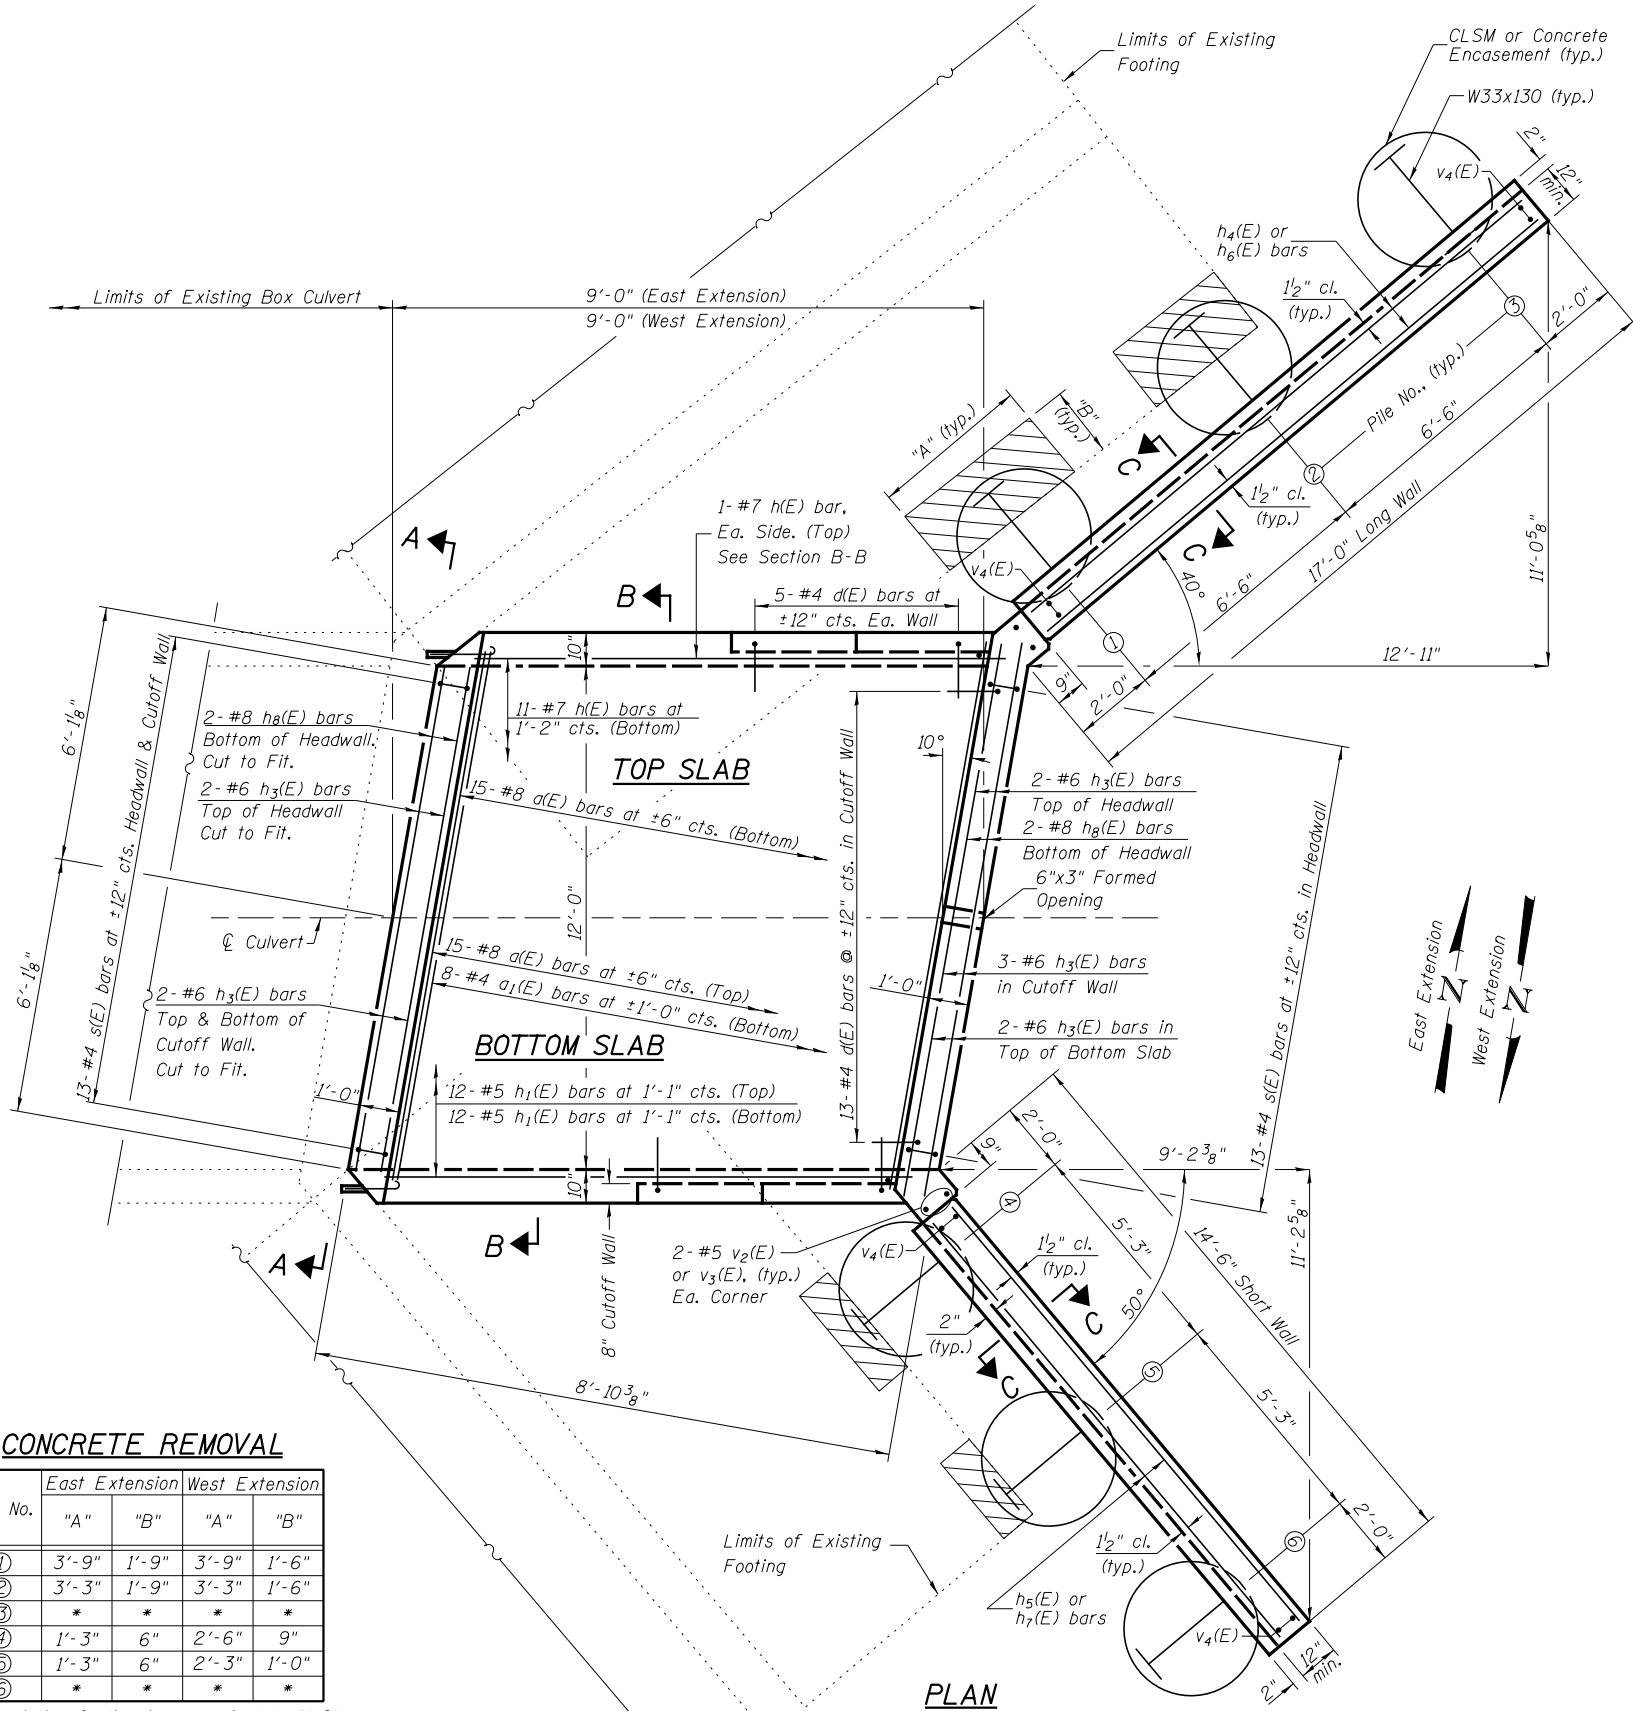 Limits of Existing
Footing
CLSM or Concrete
Encasement (typ.)
W33x130 (typ.)
2"
12"
min.
v4(E)
h4(E) or
h6(E) bars
1½" cl.
(typ.)
3
2'-0"
Limits of Existing Box Culvert
9'-0" (East Extension)
9'-0" (West Extension)
"A" (typ.)
"B"
(typ.)
C
Pile No., (typ.)
6'-6"
2
1½" cl.
(typ.)
17'-0" Long Wall
C
11'-0⅝"
40°
6'-6"
1-#7 h(E) bar,
Ea. Side. (Top)
See Section B-B
A
B
v4(E)
5-#4 d(E) bars at
±12" cts. Ea. Wall
1
12'-11"
10"
9"
2'-0"
6'-1⅛"
13-#4 s(E) bars at ±12" cts. Headwall & Cutoff Wall
2-#8 h8(E) bars
Bottom of Headwall.
Cut to Fit.
11-#7 h(E) bars at
1'-2" cts. (Bottom)
10°
TOP SLAB
2-#6 h3(E) bars
Top of Headwall
Cut to Fit.
15-#8 a(E) bars at ±6" cts. (Bottom)
13-#4 d(E) bars @ ±12" cts. in Cutoff Wall
2-#6 h3(E) bars
Top of Headwall
2-#8 h8(E) bars
Bottom of Headwall
6"x3" Formed
Opening
13-#4 s(E) bars at ±12" cts. in Headwall
12'-0"
℄ Culvert
6'-1⅛"
15-#8 a(E) bars at ±6" cts. (Top)
8-#4 a1(E) bars at ±1'-0" cts. (Bottom)
3-#6 h3(E) bars
in Cutoff Wall
1'-0"
2-#6 h3(E) bars
Top & Bottom of
Cutoff Wall.
Cut to Fit.
2-#6 h3(E) bars in
Top of Bottom Slab
BOTTOM SLAB
East Extension
N
West Extension
N
1'-0"
12-#5 h1(E) bars at 1'-1" cts. (Top)
12-#5 h1(E) bars at 1'-1" cts. (Bottom)
10"
9"
2'-0"
9'-2⅜"
4
5'-3"
14'-6" Short Wall
11'-2⅝"
A
B
8" Cutoff Wall
2-#5 v2(E)
or v3(E), (typ.)
Ea. Corner
v4(E)
1½" cl.
(typ.)
C
50°
2"
(typ.)
C
5
5'-3"
8'-10⅜"
2'-0"
6
Limits of Existing
Footing
1½" cl.
(typ.)
h5(E) or
h7(E) bars
v4(E)
12"
min.
2"
PLAN
CONCRETE REMOVAL
East Extension West Extension
No. "A" "B" "A" "B"
1 3'-9" 1'-9" 3'-9" 1'-6"
2 3'-3" 1'-9" 3'-3" 1'-6"
3 * * * *
4 1'-3" 6" 2'-6" 9"
5 1'-3" 6" 2'-3" 1'-0"
6 * * * *